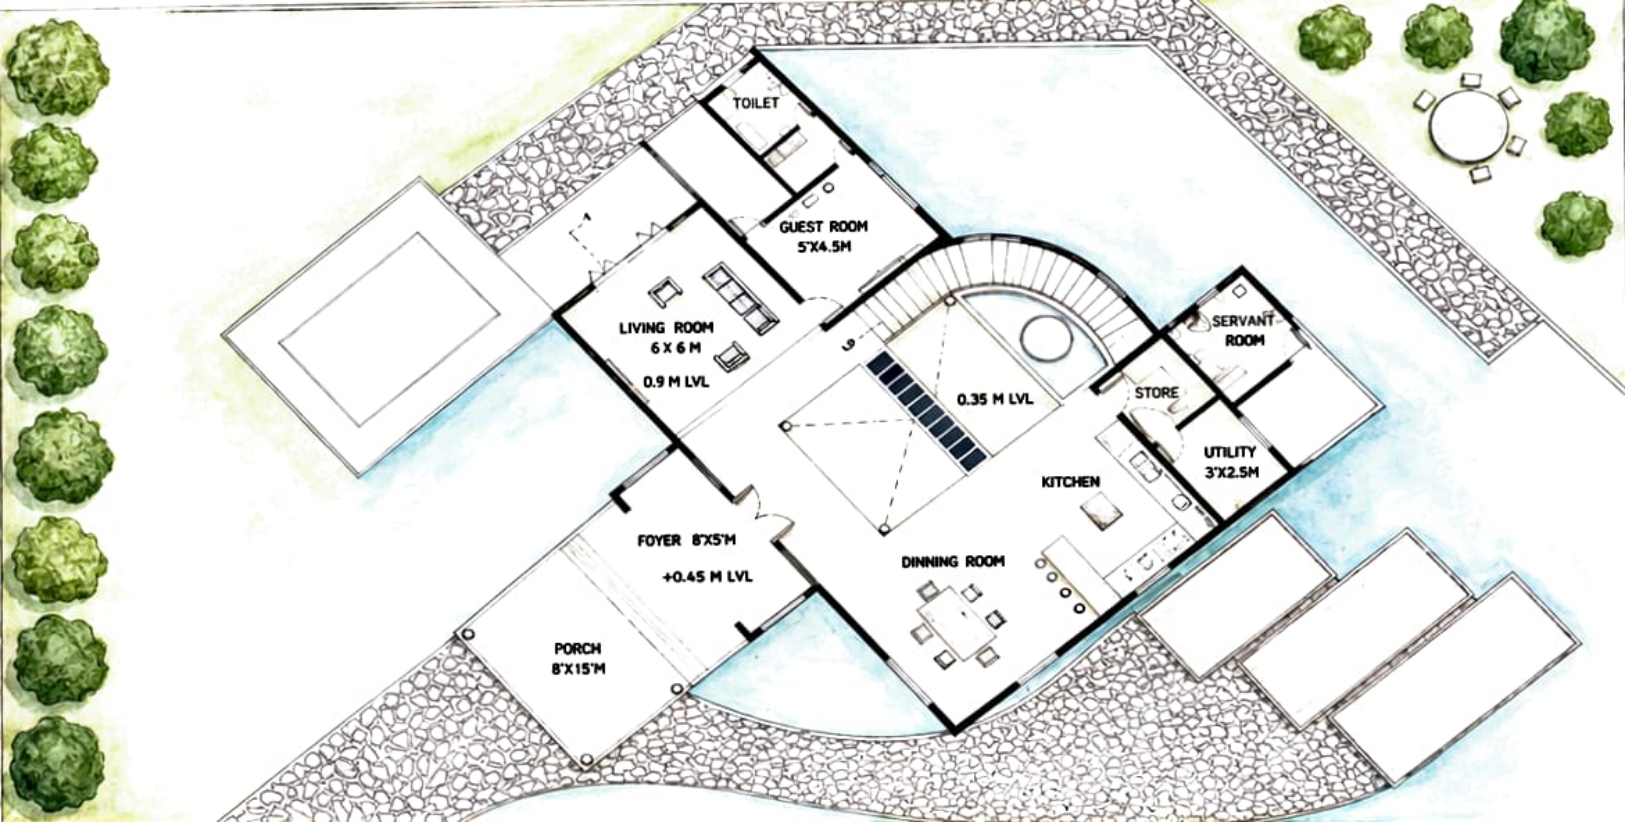 TOILET
GUEST ROOM
5'X4.5M
LIVING ROOM
6 X 6 M
0.9 M LVL
SERVANT
ROOM
STORE
0.35 M LVL
UTILITY
3'X2.5M
KITCHEN
FOYER 8'X5'M
+0.45 M LVL
DINNING ROOM
PORCH
8'X15'M